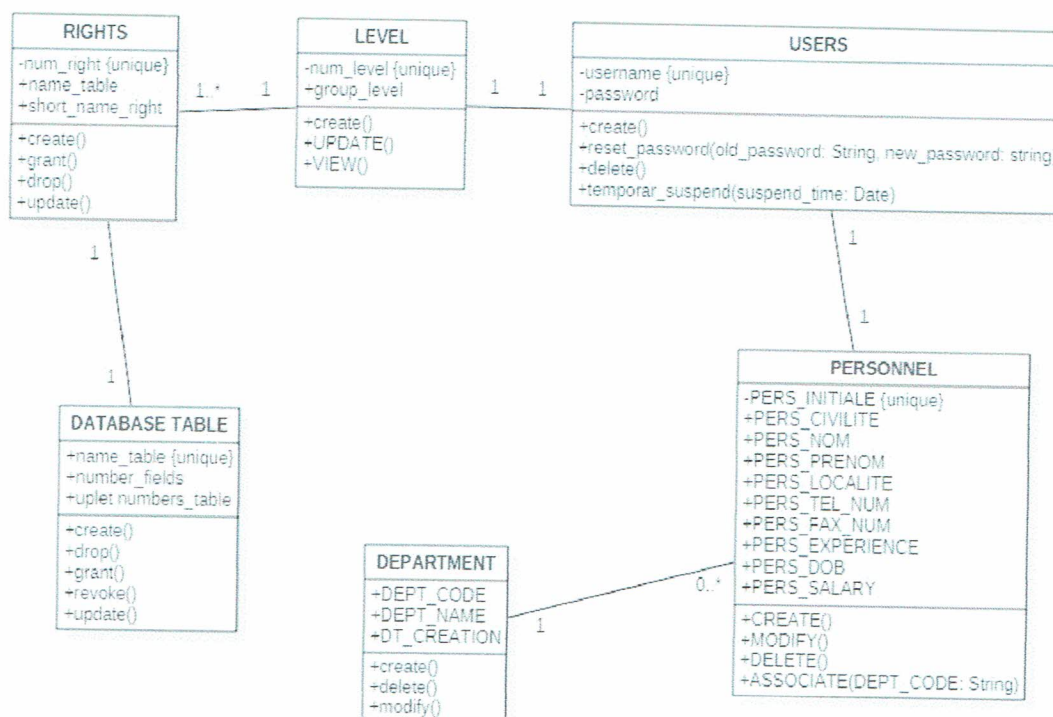 RIGHTS
-num_right {unique}
+name_table
+short_name_right
+create()
+grant()
+drop()
+update()
1..*
1
LEVEL
-num_level {unique}
+group_level
+create()
+UPDATE()
+VIEW()
1
1
USERS
-username {unique}
-password
+create()
+reset_password(old_password: String, new_password: string
+delete()
+temporar_suspend(suspend_time: Date)
1
1
1
1
DATABASE TABLE
+name_table {unique}
+number_fields
+uplet numbers_table
+create()
+drop()
+grant()
+revoke()
+update()
DEPARTMENT
+DEPT_CODE
+DEPT_NAME
+DT_CREATION
+create()
+delete()
+modify()
1
0..*
PERSONNEL
-PERS_INITIALE {unique}
+PERS_CIVILITE
+PERS_NOM
+PERS_PRENOM
+PERS_LOCALITE
+PERS_TEL_NUM
+PERS_FAX_NUM
+PERS_EXPERIENCE
+PERS_DOB
+PERS_SALARY
+CREATE()
+MODIFY()
+DELETE()
+ASSOCIATE(DEPT_CODE: String)